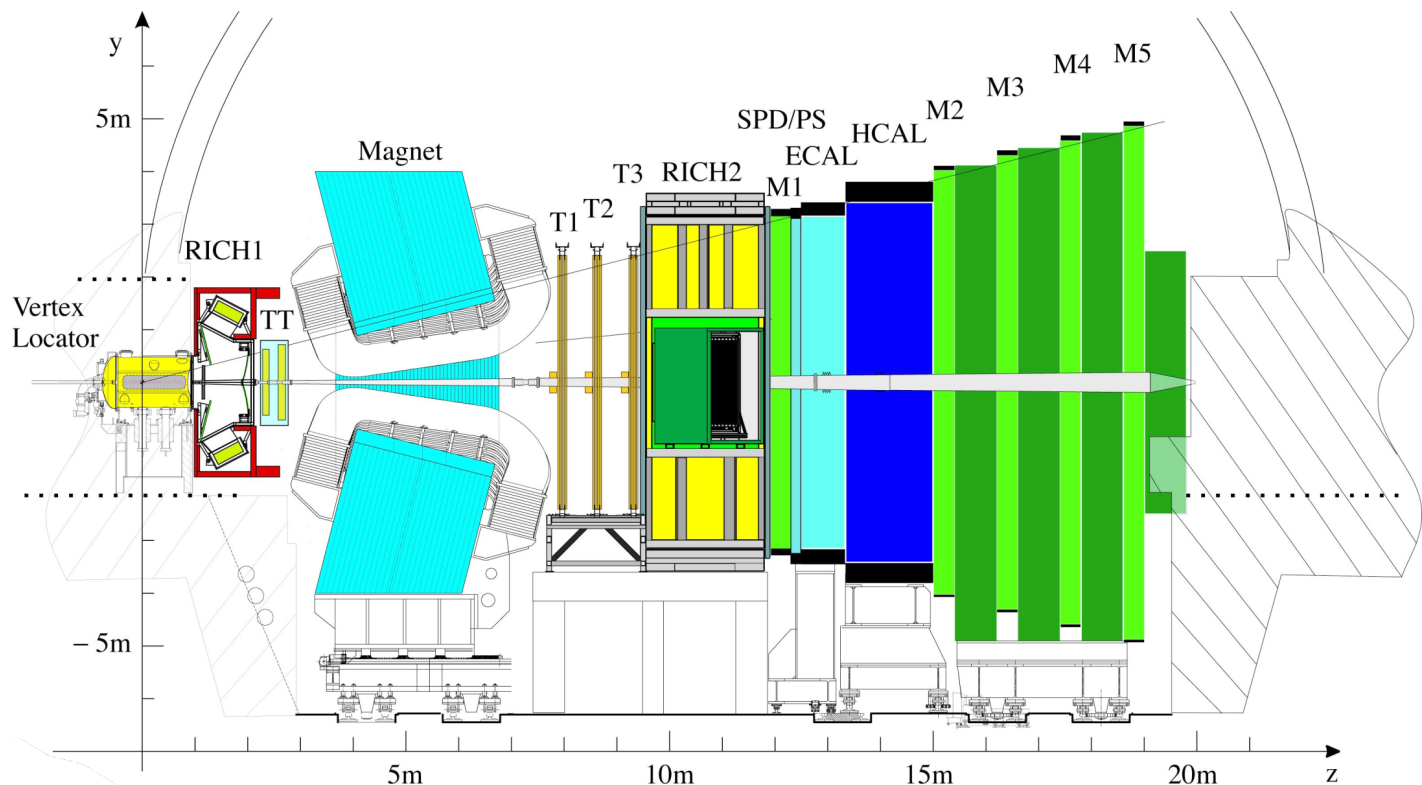 y
5m
M5
M4
M3
M2
SPD/PS
HCAL
ECAL
Magnet
T3
RICH2
M1
T2
T1
RICH1
Vertex
Locator
TT
– 5m
5m
10m
15m
20m
z